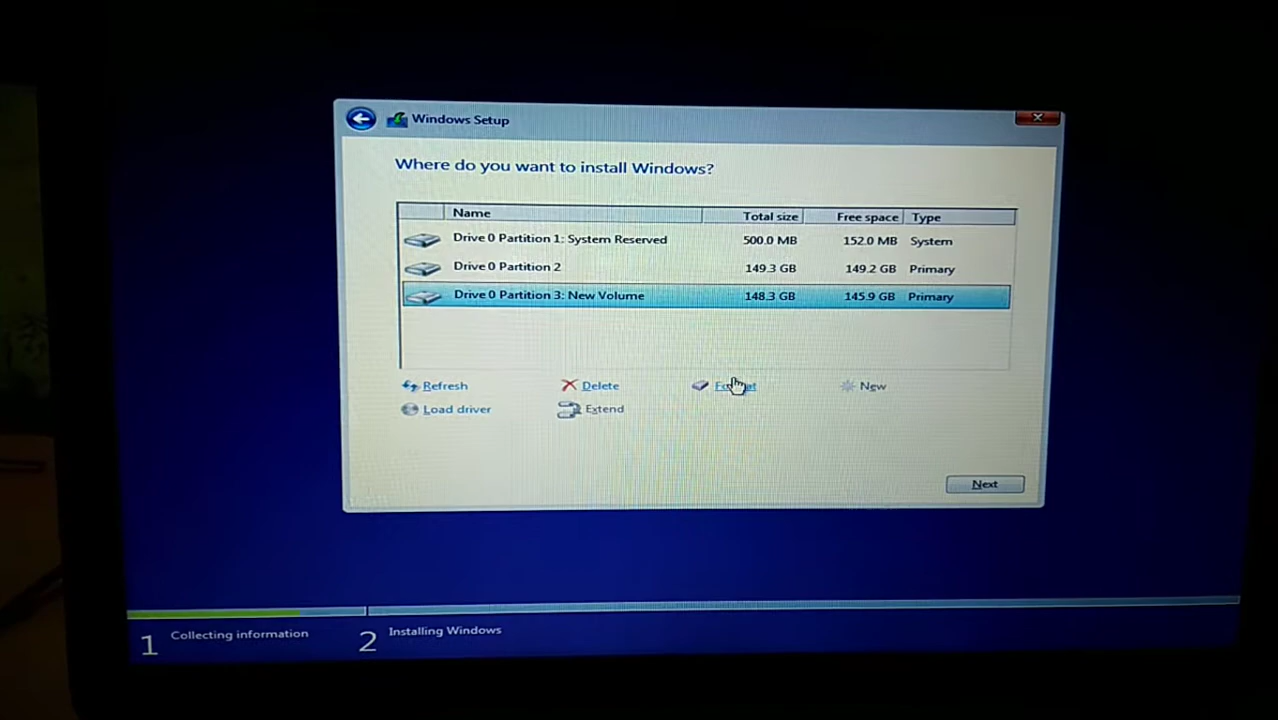 Windows Setup
Where do you want to install Windows?
Name Total size Free space Type
Drive 0 Partition 1: System Reserved 500.0 MB 152.0 MB System
Drive 0 Partition 2 149.3 GB 149.2 GB Primary
Drive 0 Partition 3: New Volume 148.3 GB 145.9 GB Primary
Refresh Delete Format New
Load driver Extend
Next
1 Collecting information 2 Installing Windows